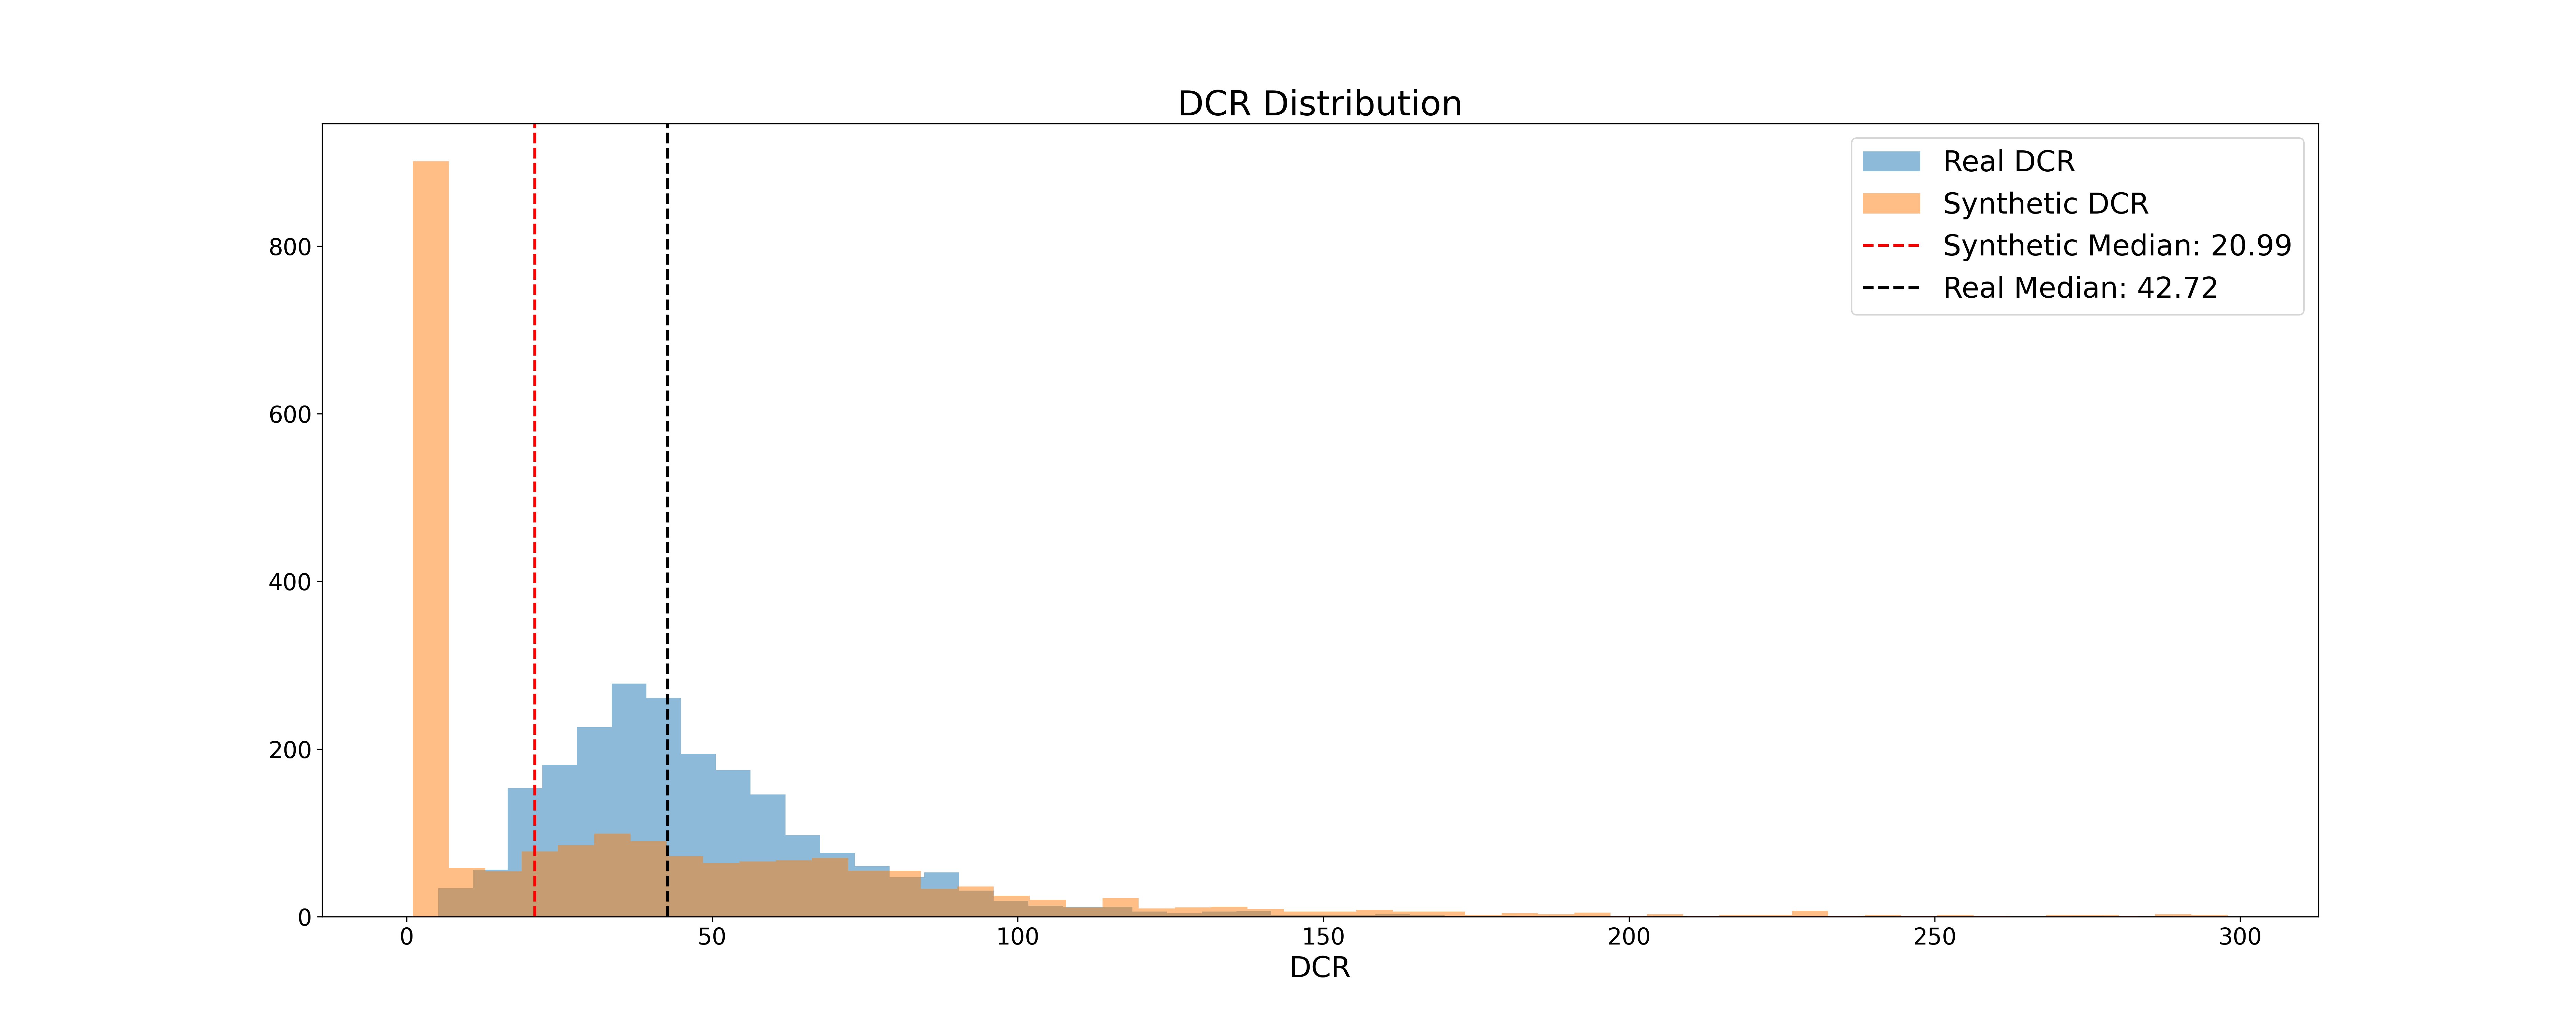 DCR Distribution
Real DCR
Synthetic DCR
Synthetic Median: 20.99
Real Median: 42.72
800
600
400
200
0
0 50 100 150 200 250 300
DCR